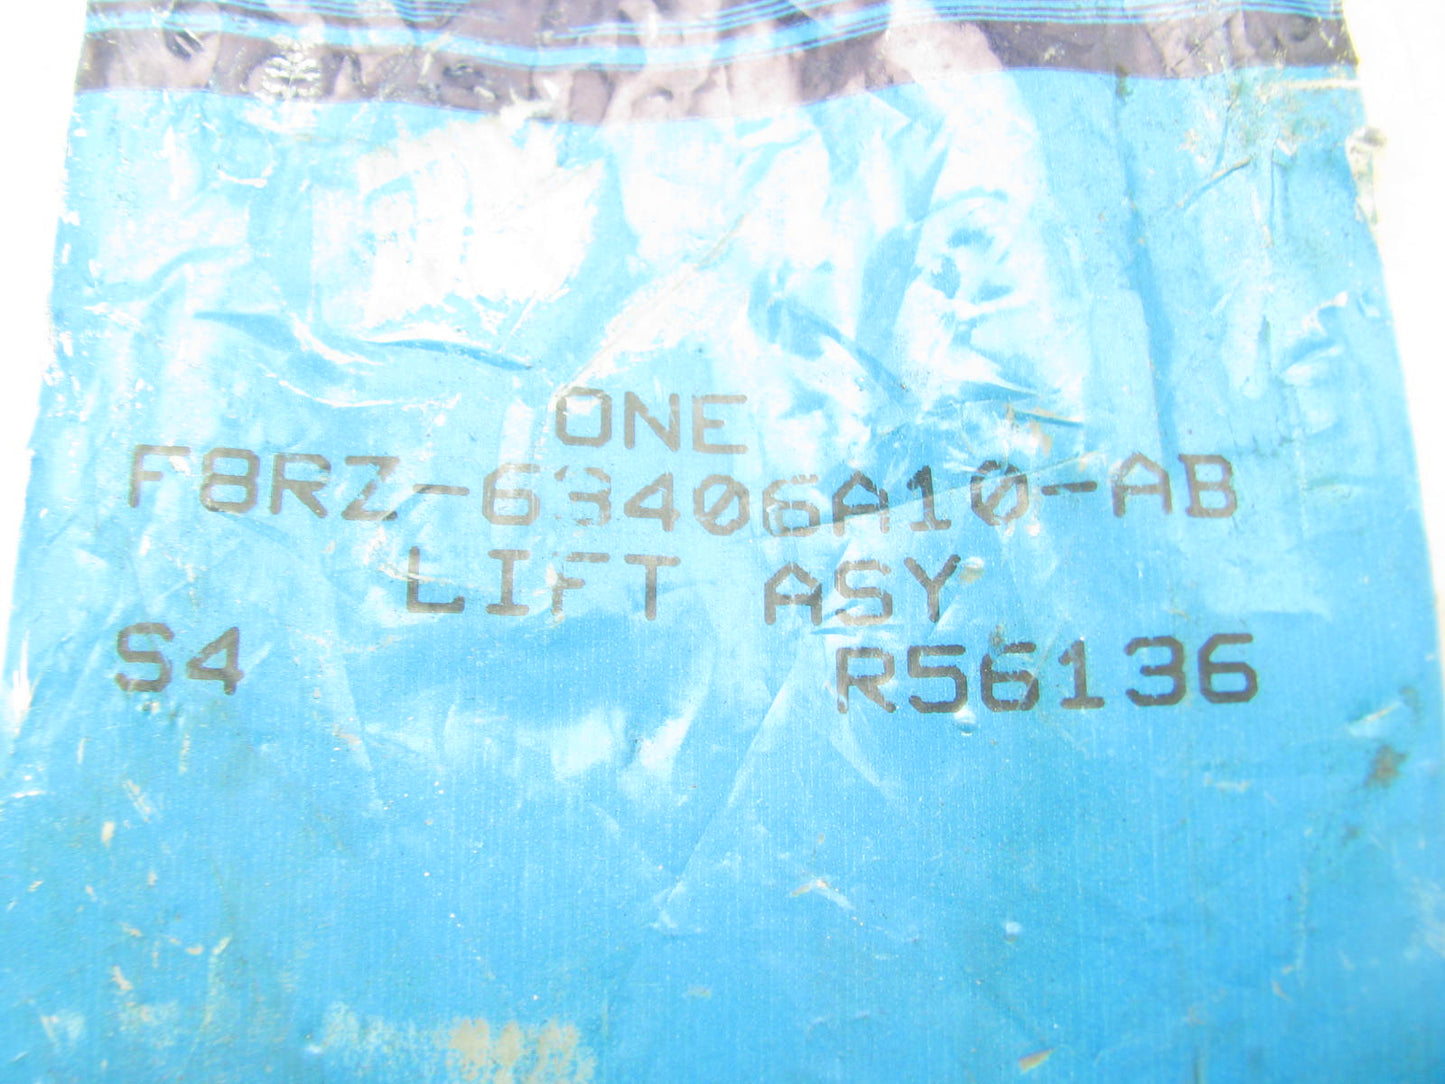 ONE
F8RZ-63406A10-AB
LIFT ASY
S4 R56136